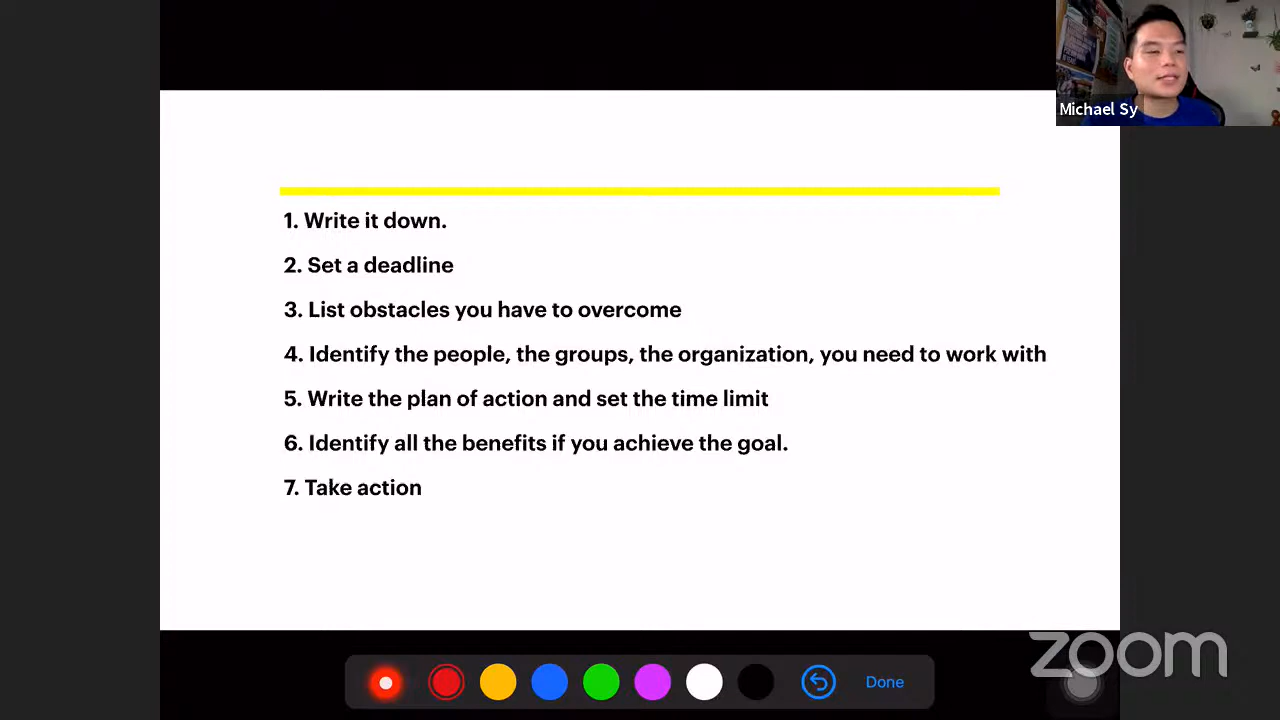 Michael Sy
1. Write it down.
2. Set a deadline
3. List obstacles you have to overcome
4. Identify the people, the groups, the organization, you need to work with
5. Write the plan of action and set the time limit
6. Identify all the benefits if you achieve the goal.
7. Take action
zoom
Done